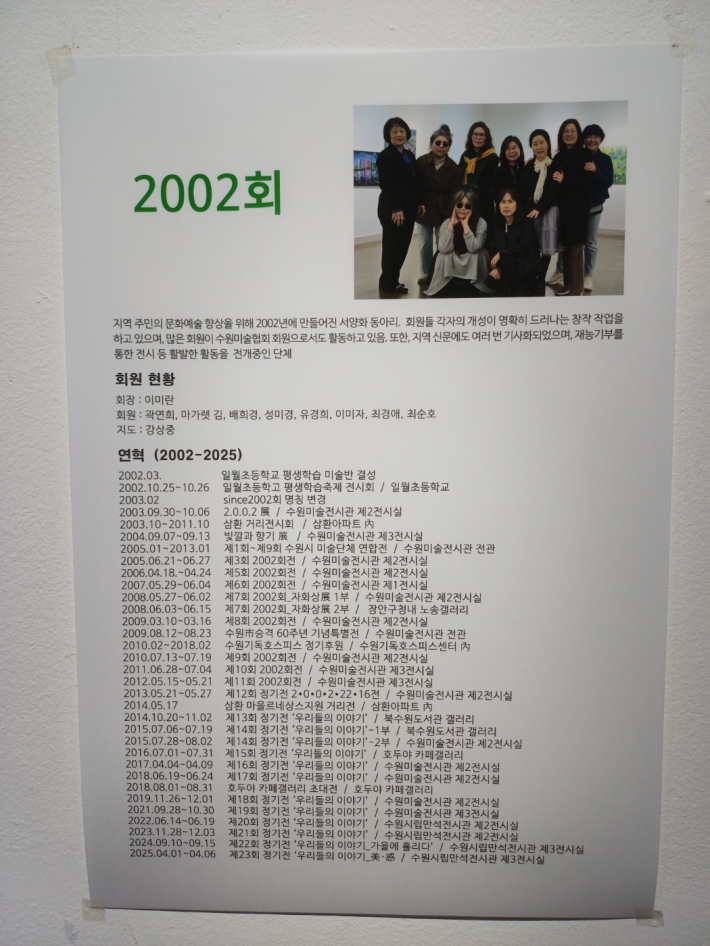 2002회
지역 주민의 문화예술 향상을 위해 2002년에 만들어진 서양화 동아리. 회원들 각자의 개성이 명확히 드러나는 창작 작업을
하고 있으며, 많은 회원이 수원미술협회 회원으로서도 활동하고 있음. 또한, 지역 신문에도 여러 번 기사화되었으며, 재능기부를
통한 전시 등 활발한 활동을 전개중인 단체
회원 현황
회장 : 이미란
회원 : 곽연희, 마가렛 김, 배희경, 성미경, 유경희, 이미자, 최경애, 최순호
지도 : 강상중
연혁 (2002-2025)
2002.03. 일월초등학교 평생학습 미술반 결성
2002.10.25~10.26 일월초등학고 평생학습축제 전시회 / 일월초등학교
2003.02 since2002회 명칭 변경
2003.09.30~10.06 2.0.0.2 展 / 수원미술전시관 제2전시실
2003.10~2011.10 삼환 거리전시회 / 삼환아파트 內
2004.09.07~09.13 빛깔과 향기 展 / 수원미술전시관 제3전시실
2005.01~2013.01 제1회~제9회 수원시 미술단체 연합전 / 수원미술전시관 전관
2005.06.21~06.27 제3회 2002회전 / 수원미술전시관 제2전시실
2006.04.18.~04.24 제5회 2002회전 / 수원미술전시관 제2전시실
2007.05.29~06.04 제6회 2002회전 / 수원미술전시관 제1전시실
2008.05.27~06.02 제7회 2002회_자화상展 1부 / 수원미술전시관 제2전시실
2008.06.03~06.15 제7회 2002회_자화상展 2부 / 장안구청내 노송갤러리
2009.03.10~03.16 제8회 2002회전 / 수원미술전시관 제2전시실
2009.08.12~08.23 수원市승격 60주년 기념특별전 / 수원미술전시관 전관
2010.02~2018.02 수원기독호스피스 정기후원 / 수원기독호스피스센터 內
2010.07.13~07.19 제9회 2002회전 / 수원미술전시관 제2전시실
2011.06.28~07.04 제10회 2002회전 / 수원미술전시관 제3전시실
2012.05.15~05.21 제11회 2002회전 / 수원미술전시관 제3전시실
2013.05.21~05.27 제12회 정기전 2•0•0•2•22•16전 / 수원미술전시관 제2전시실
2014.05.17 삼환 마을르네상스지원 거리전 / 삼환아파트 內
2014.10.20~11.02 제13회 정기전 '우리들의 이야기' / 북수원도서관 갤러리
2015.07.06~07.19 제14회 정기전 '우리들의 이야기'-1부 / 북수원도서관 갤러리
2015.07.28~08.02 제14회 정기전 '우리들의 이야기'-2부 / 수원미술전시관 제2전시실
2016.07.01~07.31 제15회 정기전 '우리들의 이야기' / 호두야 카페갤러리
2017.04.04~04.09 제16회 정기전 '우리들의 이야기' / 수원미술전시관 제2전시실
2018.06.19~06.24 제17회 정기전 '우리들의 이야기' / 수원미술전시관 제2전시실
2018.08.01~08.31 호두야 카페갤러리 초대전 / 호두야 카페갤러리
2019.11.26~12.01 제18회 정기전 '우리들의 이야기' / 수원미술전시관 제2전시실
2021.09.28~10.30 제19회 정기전 '우리들의 이야기' / 수원미술전시관 제3전시실
2022.06.14~06.19 제20회 정기전 '우리들의 이야기' / 수원시립만석전시관 제2전시실
2023.11.28~12.03 제21회 정기전 '우리들의 이야기' / 수원시립만석전시관 제2전시실
2024.09.10~09.15 제22회 정기전 '우리들의 이야기_가을에 홀리다' / 수원시립만석전시관 제3전시실
2025.04.01~04.06 제23회 정기전 '우리들의 이야기_美·惑 / 수원시립만석전시관 제3전시실